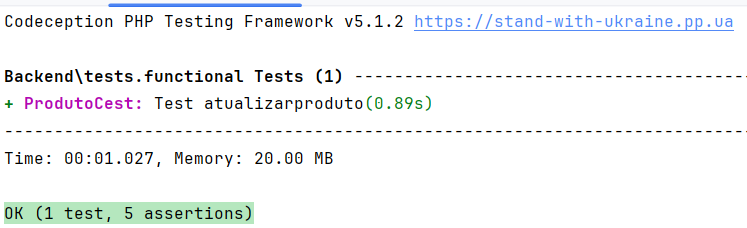 Codeception PHP Testing Framework v5.1.2 https://stand-with-ukraine.pp.ua
Backend\tests.functional Tests (1) ------------------------------------------
+ ProdutoCest: Test atualizarproduto(0.89s)
-----------------------------------------------------------------------------
Time: 00:01.027, Memory: 20.00 MB
OK (1 test, 5 assertions)